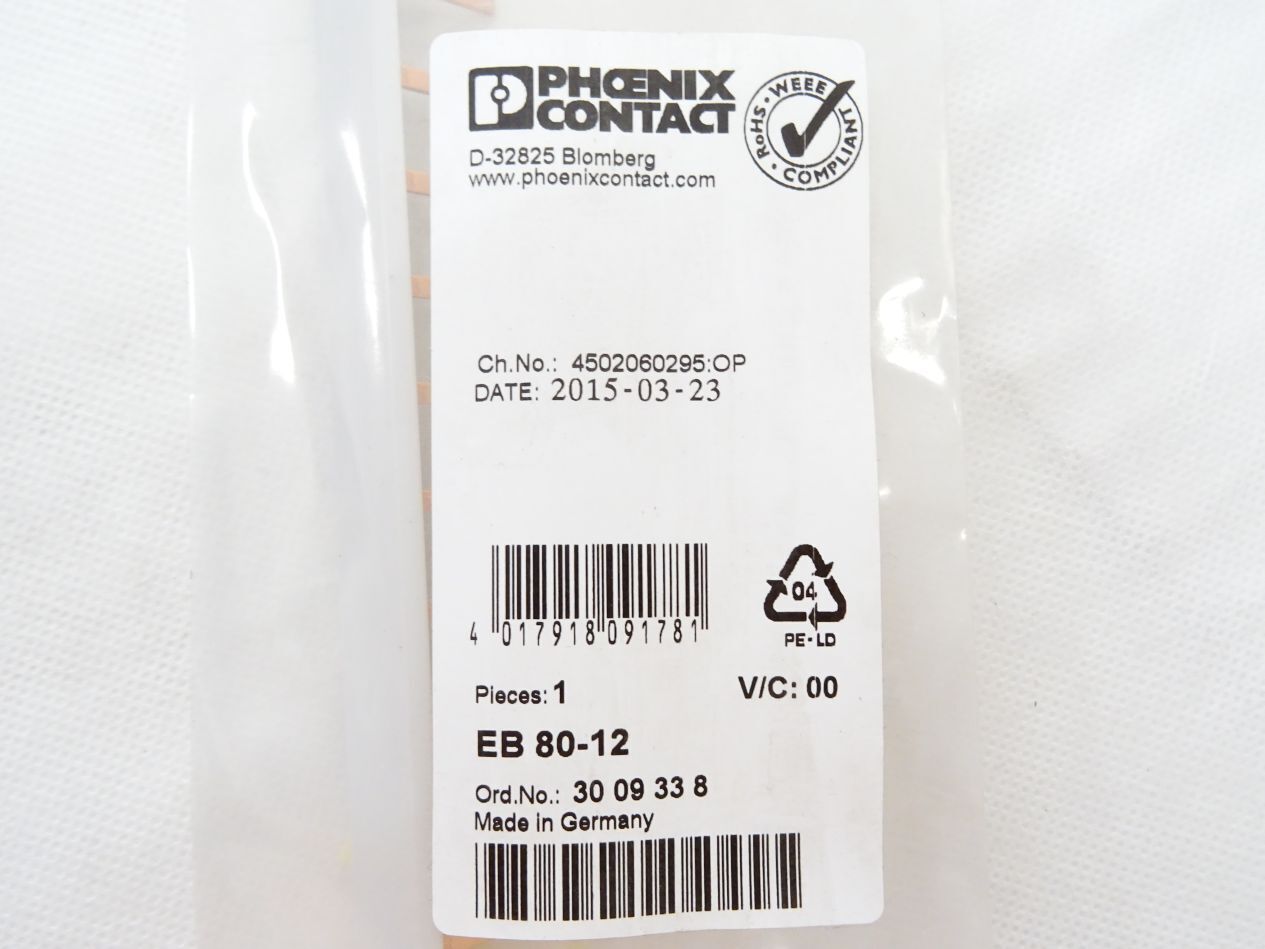 PHŒNIX
CONTACT
WEEE
RoHS
COMPLIANT
D-32825 Blomberg
www.phoenixcontact.com
Ch.No.: 4502060295:OP
DATE: 2015-03-23
4 017918 091781
04
PE-LD
Pieces: 1
V/C: 00
EB 80-12
Ord.No.: 30 09 33 8
Made in Germany